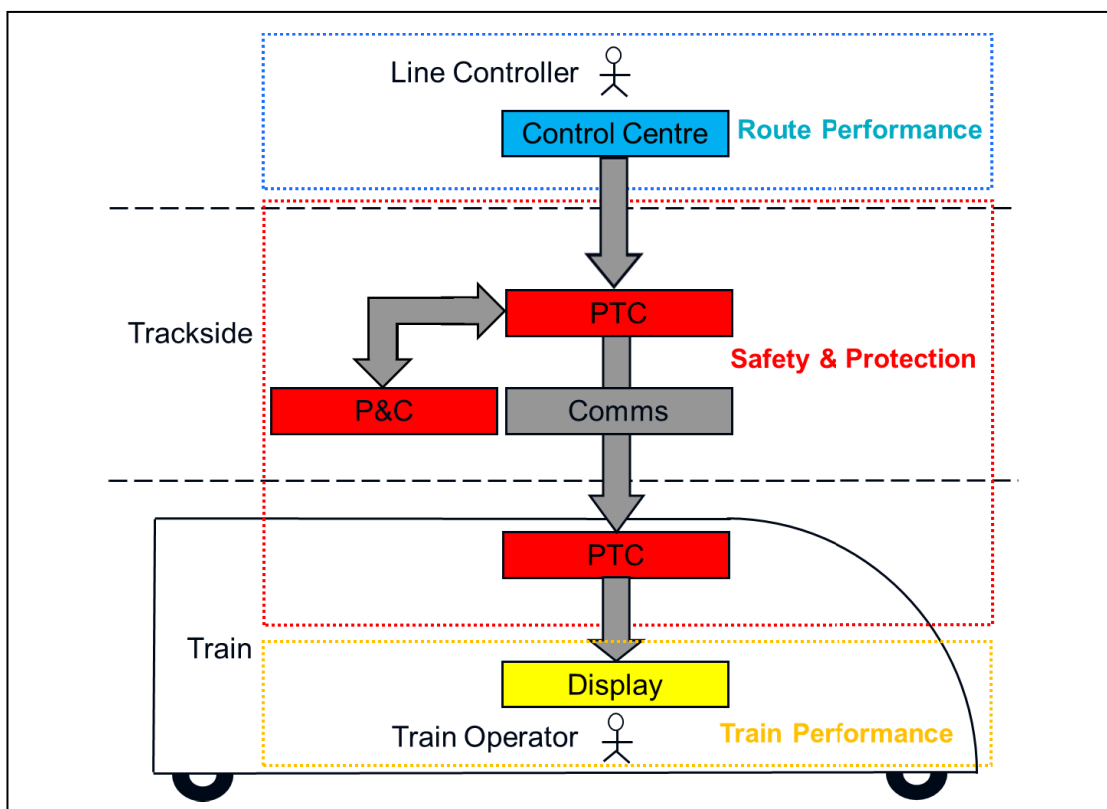 Line Controller
Control Centre
Route Performance
PTC
Trackside
Safety & Protection
P&C
Comms
PTC
Train
Display
Train Operator
Train Performance